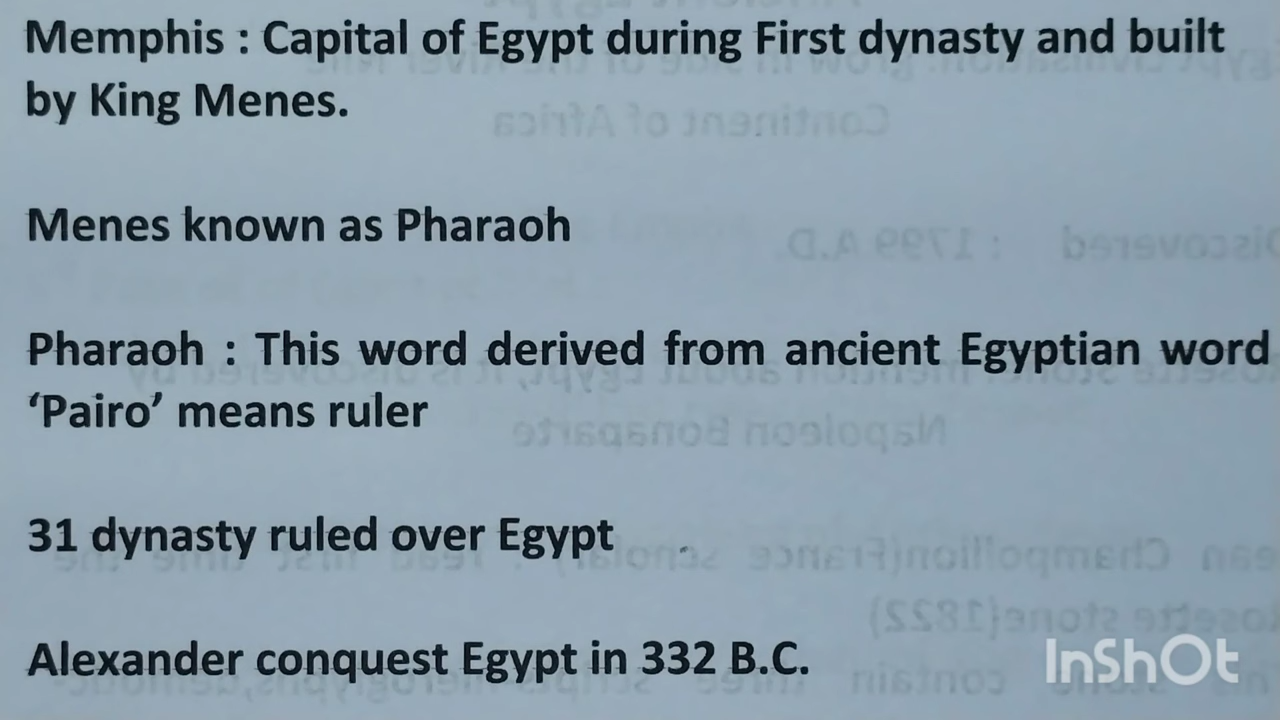 Memphis : Capital of Egypt during First dynasty and built
by King Menes.
Menes known as Pharaoh
Pharaoh : This word derived from ancient Egyptian word
‘Pairo’ means ruler
31 dynasty ruled over Egypt
Alexander conquest Egypt in 332 B.C.
InShOt